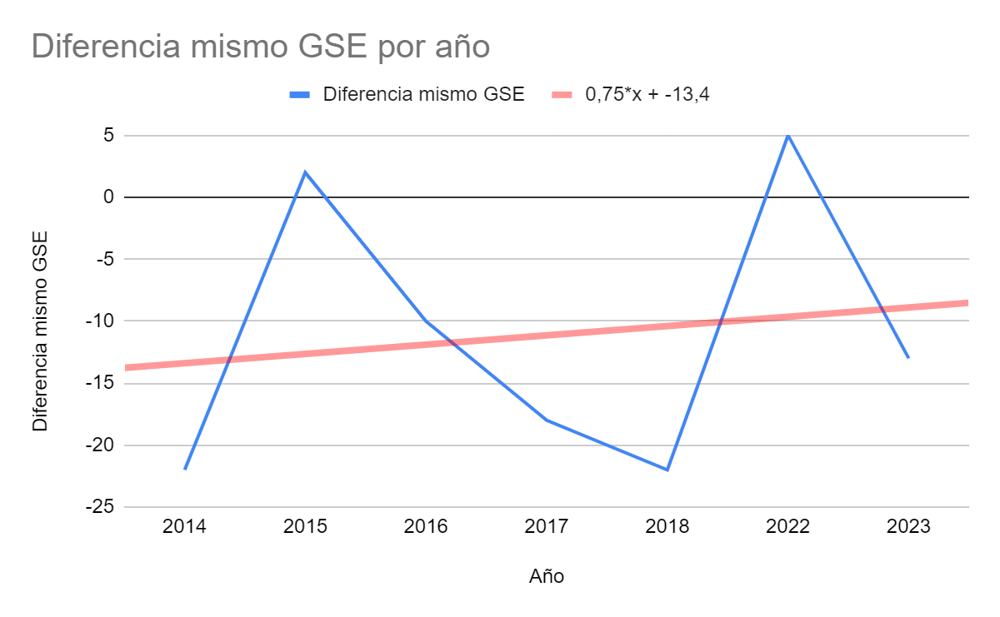 Diferencia mismo GSE por año
Diferencia mismo GSE
0,75*x + -13,4
5
0
-5
-10
-15
-20
-25
Diferencia mismo GSE
2014 2015 2016 2017 2018 2022 2023
Año